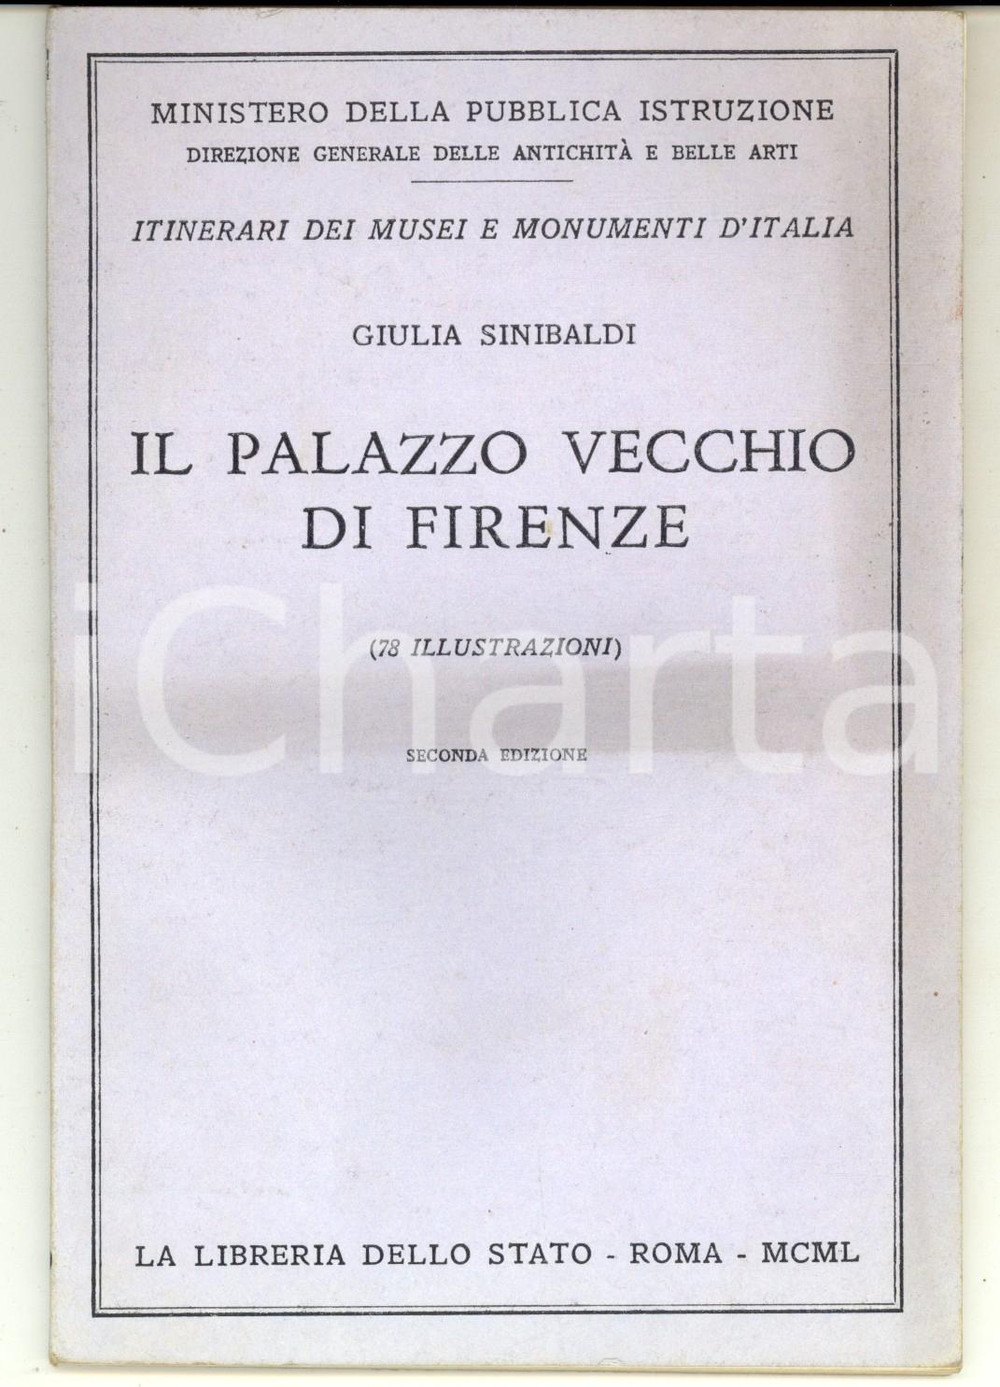 MINISTERO DELLA PUBBLICA ISTRUZIONE
DIREZIONE GENERALE DELLE ANTICHITÀ E BELLE ARTI
ITINERARI DEI MUSEI E MONUMENTI D'ITALIA
GIULIA SINIBALDI
IL PALAZZO VECCHIO
DI FIRENZE
(78 ILLUSTRAZIONI)
iCharta
SECONDA EDIZIONE
LA LIBRERIA DELLO STATO - ROMA - MCML